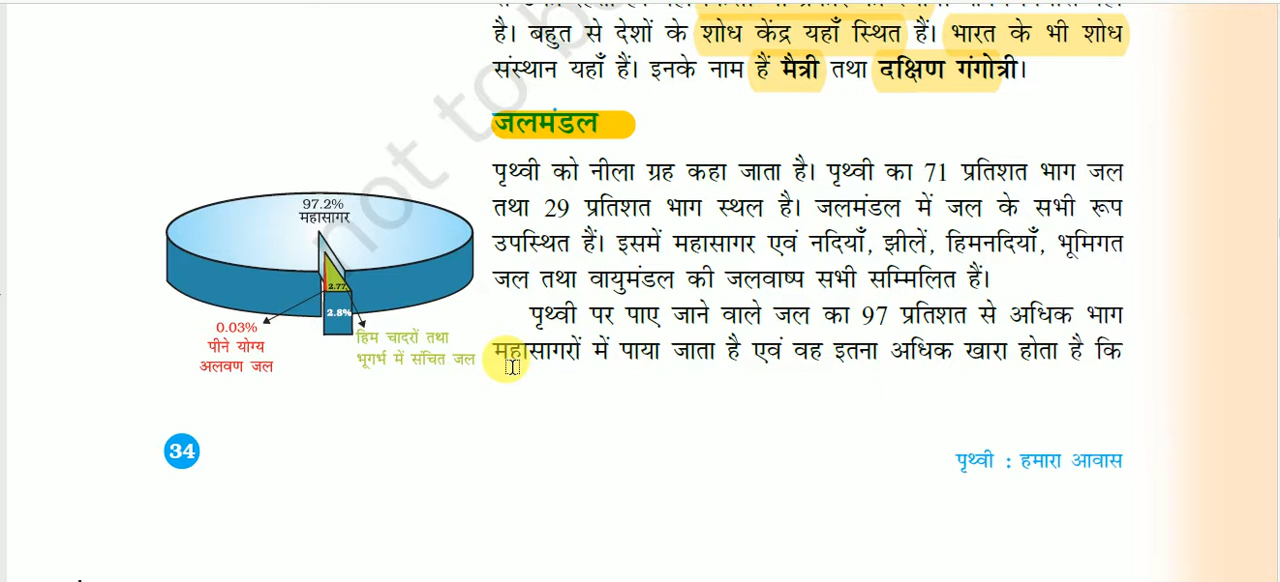 है। बहुत से देशों के शोध केंद्र यहाँ स्थित हैं। भारत के भी शोध
संस्थान यहाँ हैं। इनके नाम हैं मैत्री तथा दक्षिण गंगोत्री।
जलमंडल
पृथ्वी को नीला ग्रह कहा जाता है। पृथ्वी का 71 प्रतिशत भाग जल
तथा 29 प्रतिशत भाग स्थल है। जलमंडल में जल के सभी रूप
उपस्थित हैं। इसमें महासागर एवं नदियाँ, झीलें, हिमनदियाँ, भूमिगत
जल तथा वायुमंडल की जलवाष्प सभी सम्मिलित हैं।
पृथ्वी पर पाए जाने वाले जल का 97 प्रतिशत से अधिक भाग
महासागरों में पाया जाता है एवं वह इतना अधिक खारा होता है कि
97.2%
महासागर
2.77
2.8%
0.03%
पीने योग्य
अलवण जल
हिम चादरों तथा
भूगर्भ में संचित जल
not to b
34
पृथ्वी : हमारा आवास